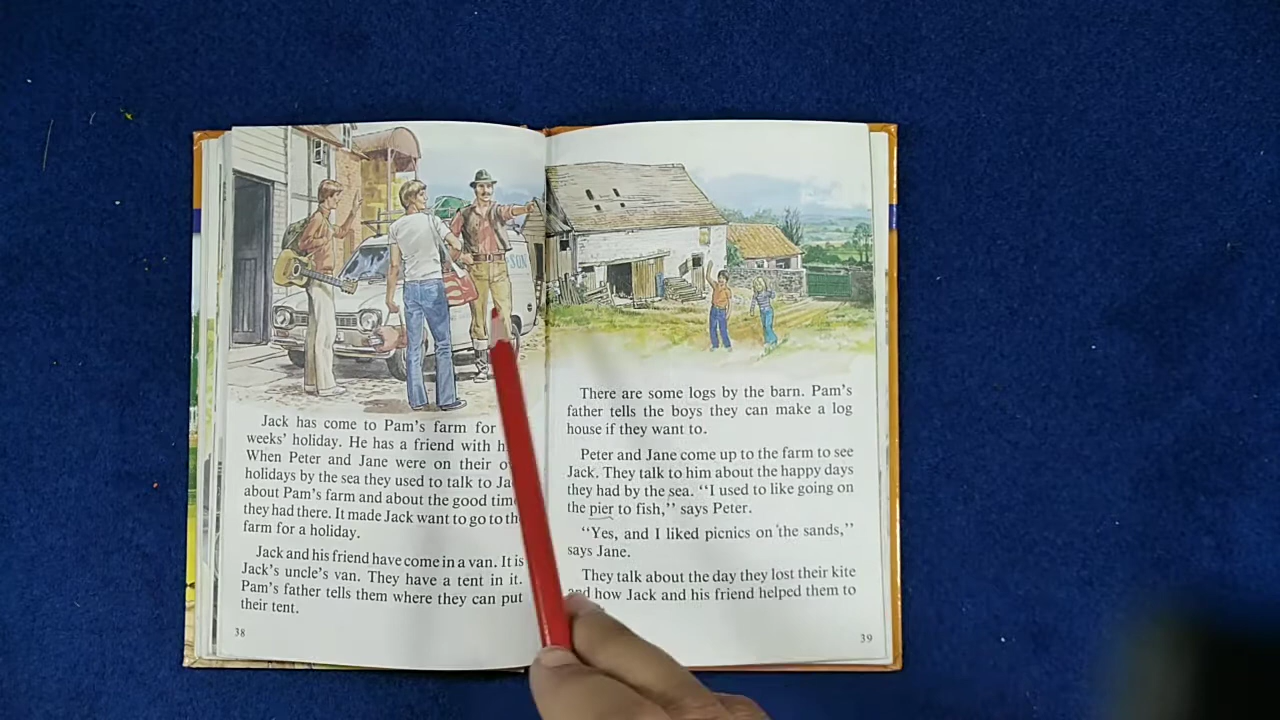 SON
Jack has come to Pam's farm for
weeks' holiday. He has a friend with
When Peter and Jane were on their
holidays by the sea they used to talk to
about Pam's farm and about the good
they had there. It made Jack want to go to
farm for a holiday.
Jack and his friend have come in a van. It is
Jack's uncle's van. They have a tent in it.
Pam's father tells them where they can put
their tent.
38
There are some logs by the barn. Pam's
father tells the boys they can make a log
house if they want to.
Peter and Jane come up to the farm to see
Jack. They talk to him about the happy days
they had by the sea. “I used to like going on
the pier to fish,” says Peter.
“Yes, and I liked picnics on the sands,”
says Jane.
They talk about the day they lost their kite
and how Jack and his friend helped them to
39